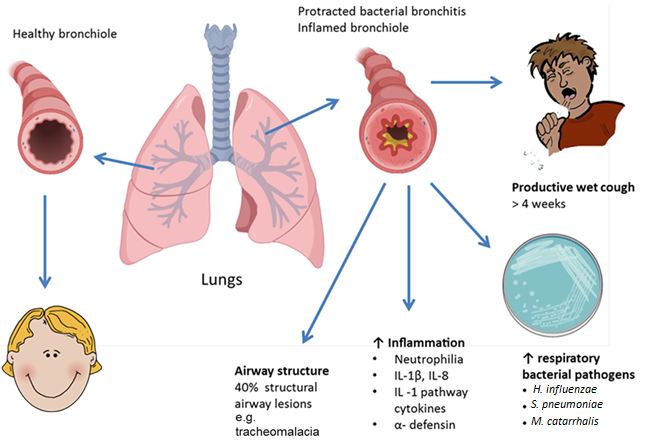 Healthy bronchiole
Protracted bacterial bronchitis
Inflamed bronchiole
Lungs
Productive wet cough
> 4 weeks
Airway structure
40% structural
airway lesions
e.g.
tracheomalacia
↑ Inflammation
• Neutrophilia
• IL-1β, IL-8
• IL -1 pathway
cytokines
• α- defensin
↑ respiratory
bacterial pathogens
• H. influenzae
• S. pneumoniae
• M. catarrhalis